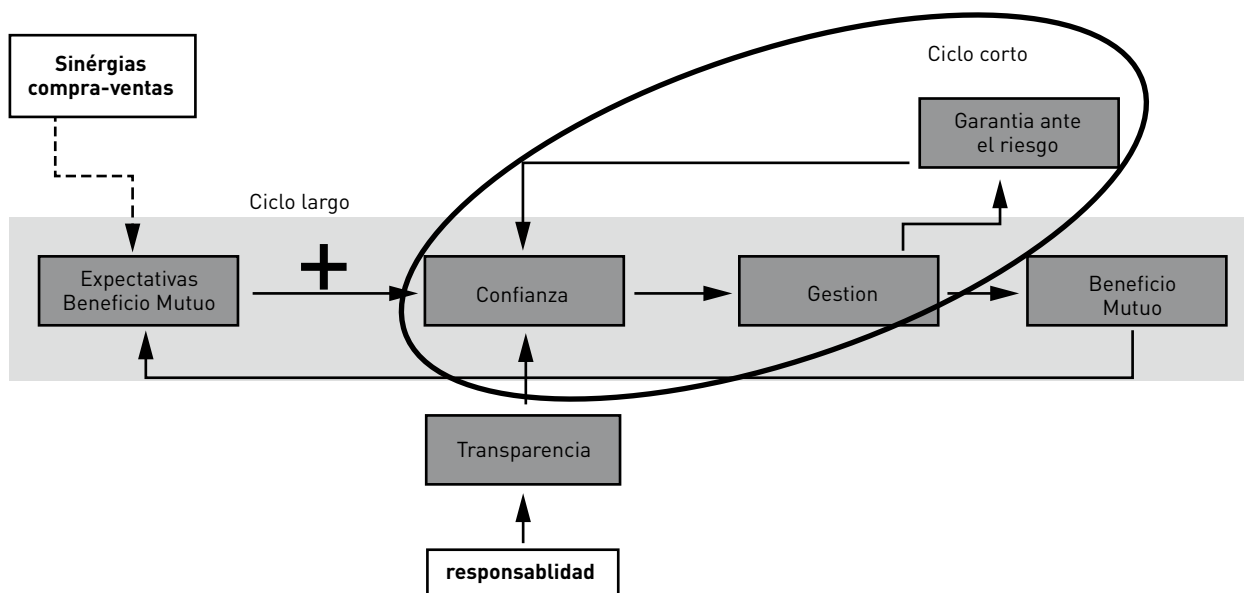 Sinérgias
compra-ventas
Ciclo corto
Garantia ante
el riesgo
Ciclo largo
+
Expectativas
Beneficio Mutuo
Confianza
Gestion
Beneficio
Mutuo
Transparencia
responsablidad